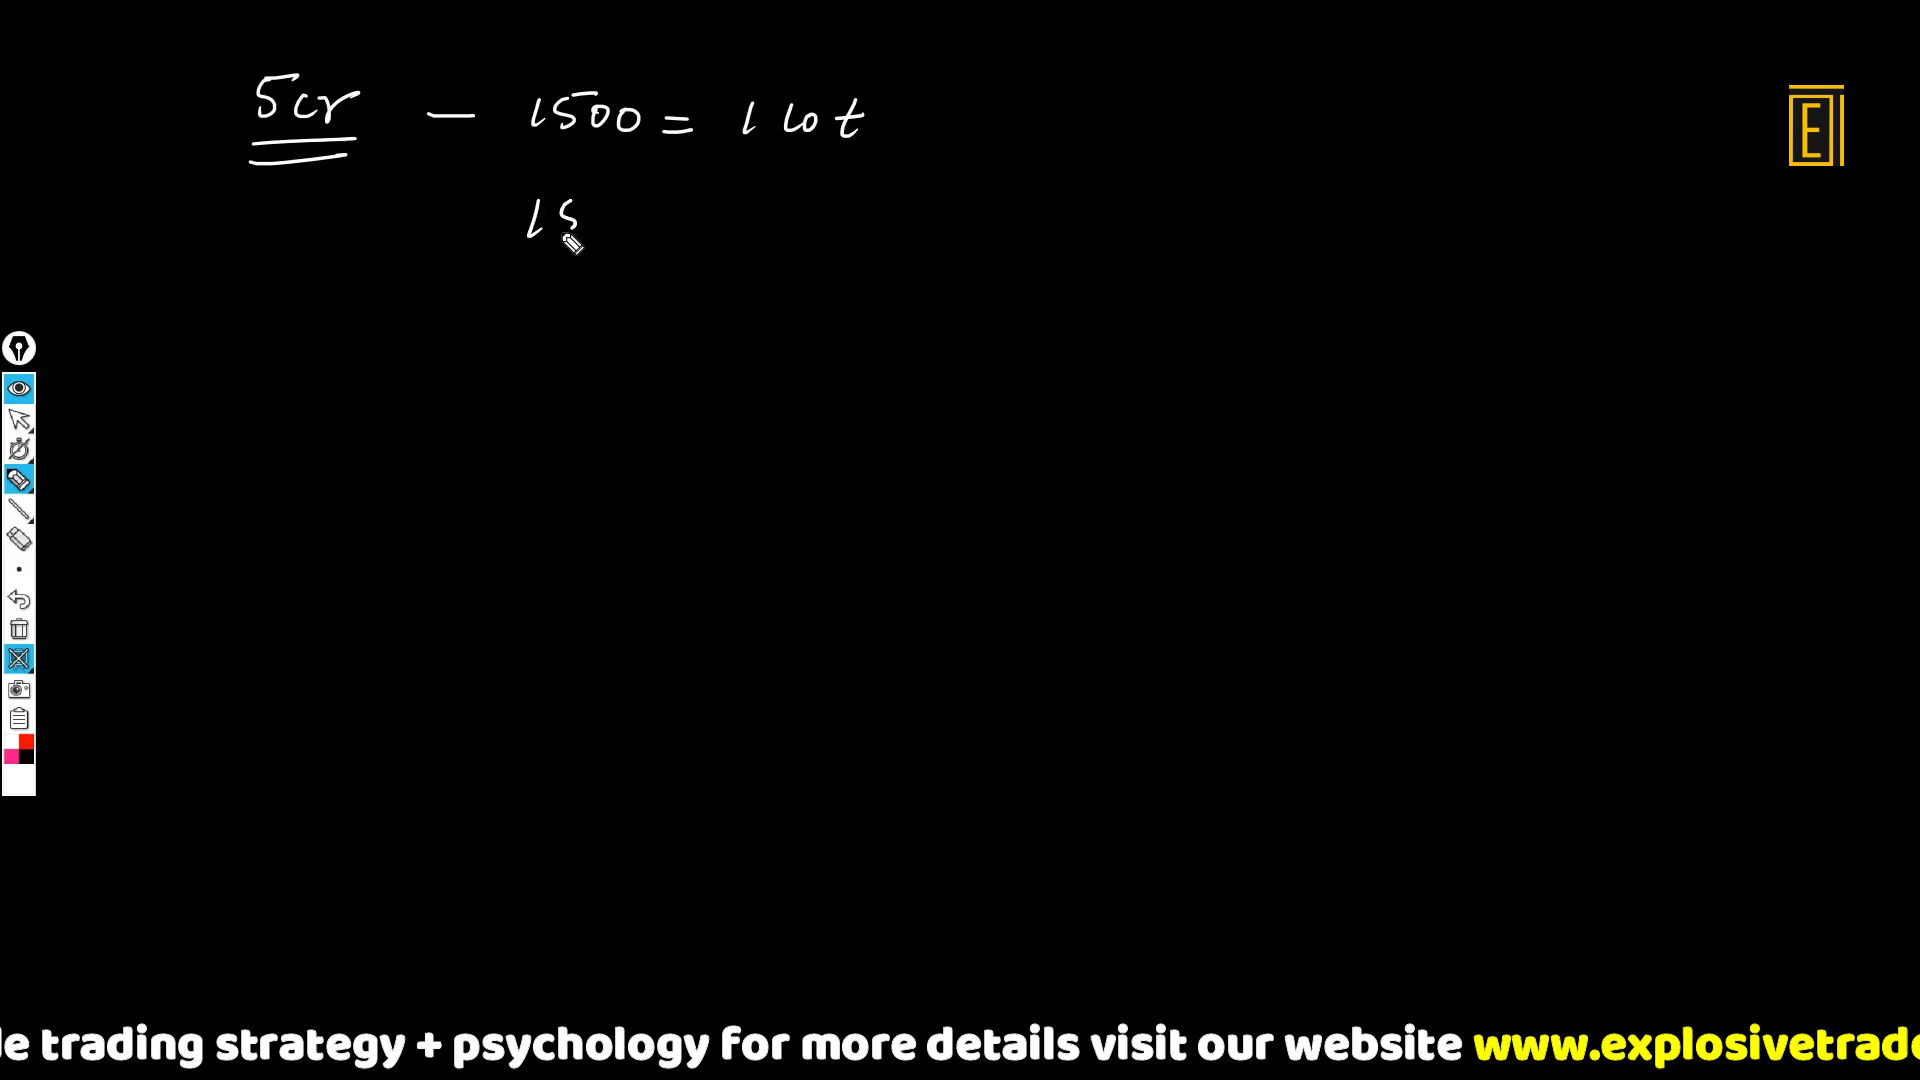 5cr — 1500 = 1 lot
15
E
le trading strategy + psychology for more details visit our website www.explosivetrade